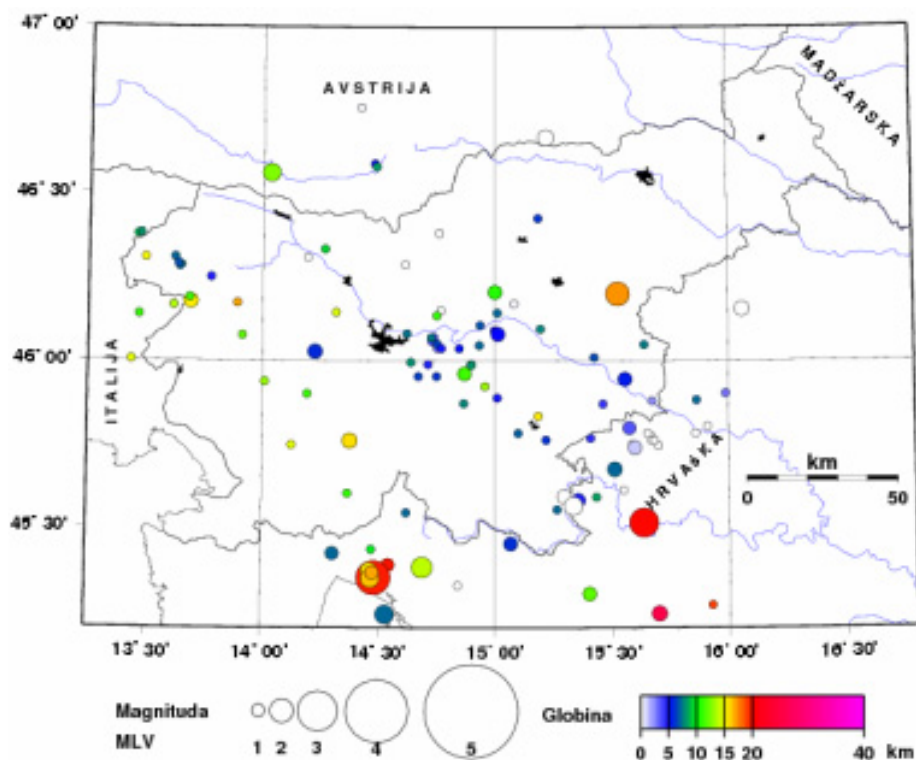 47° 00'
AVSTRIJA
MADŽARSKA
46° 30'
ITALIJA
46° 00'
HRVAŠKA
km
0 50
45° 30'
13° 30' 14° 00' 14° 30' 15° 00' 15° 30' 16° 00' 16° 30'
Magnituda
MLV
1 2 3 4 5
Globina
0 5 10 15 20 40 km